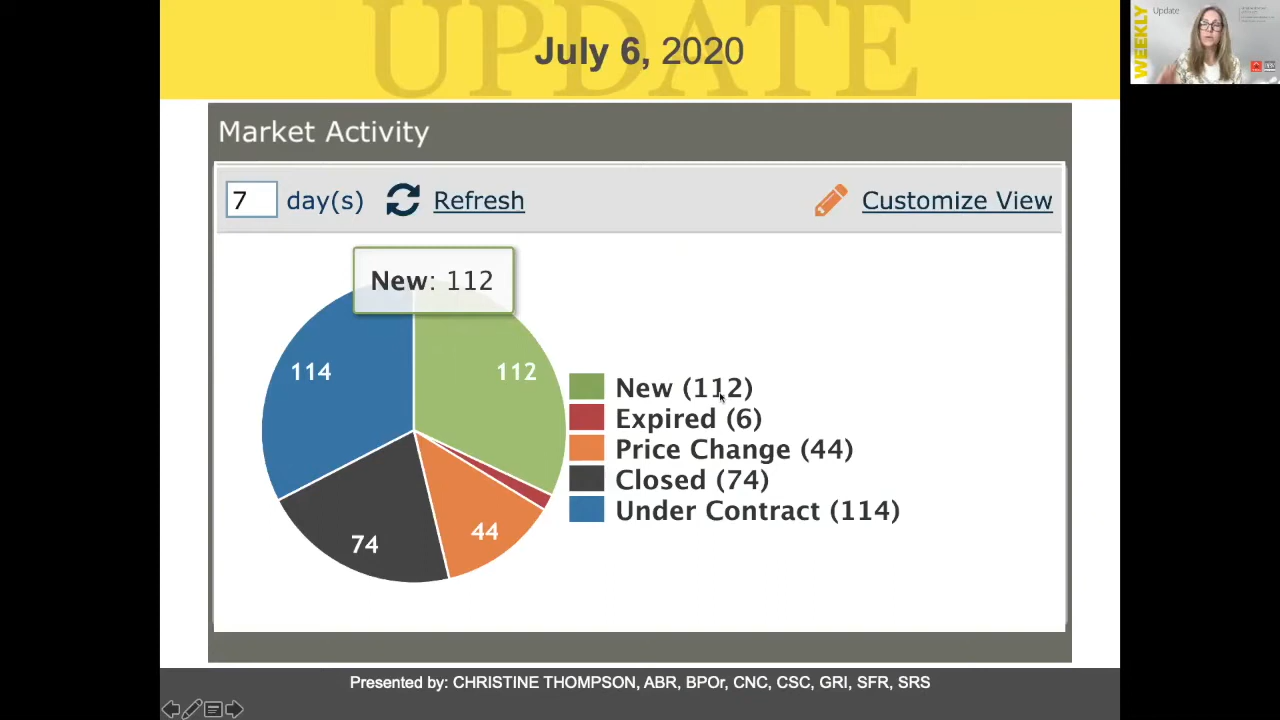 UPDATE
July 6, 2020
WEEKLY
Update
Market Activity
7 day(s) Refresh Customize View
New: 112
114
112
74
44
New (112)
Expired (6)
Price Change (44)
Closed (74)
Under Contract (114)
Presented by: CHRISTINE THOMPSON, ABR, BPOr, CNC, CSC, GRI, SFR, SRS